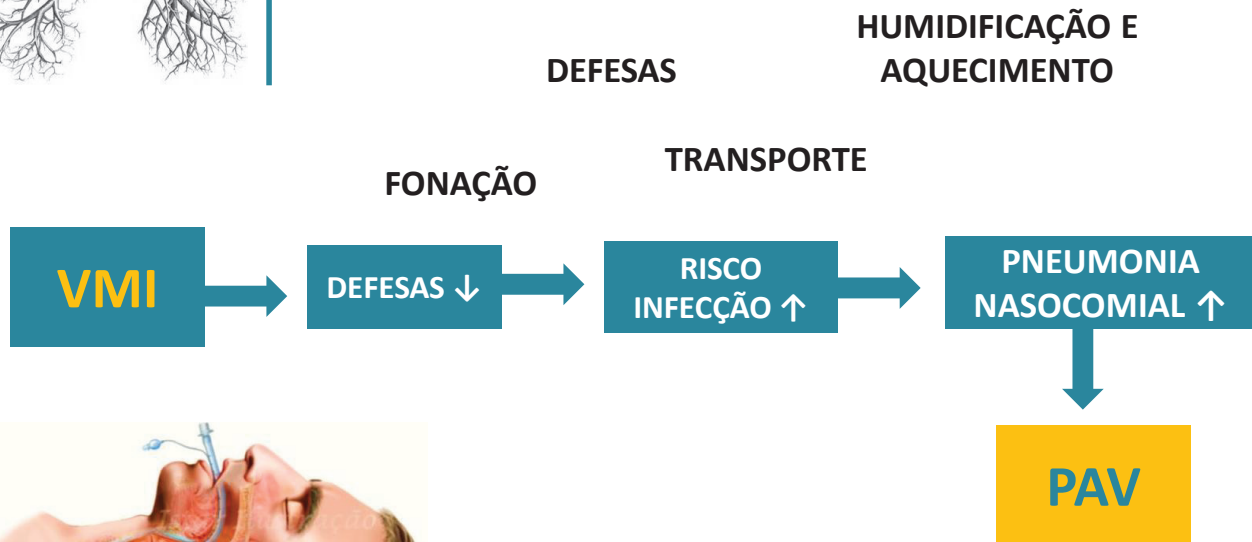 HUMIDIFICAÇÃO E
AQUECIMENTO
DEFESAS
TRANSPORTE
FONAÇÃO
VMI
DEFESAS ↓
RISCO
INFECÇÃO ↑
PNEUMONIA
NASOCOMIAL ↑
PAV